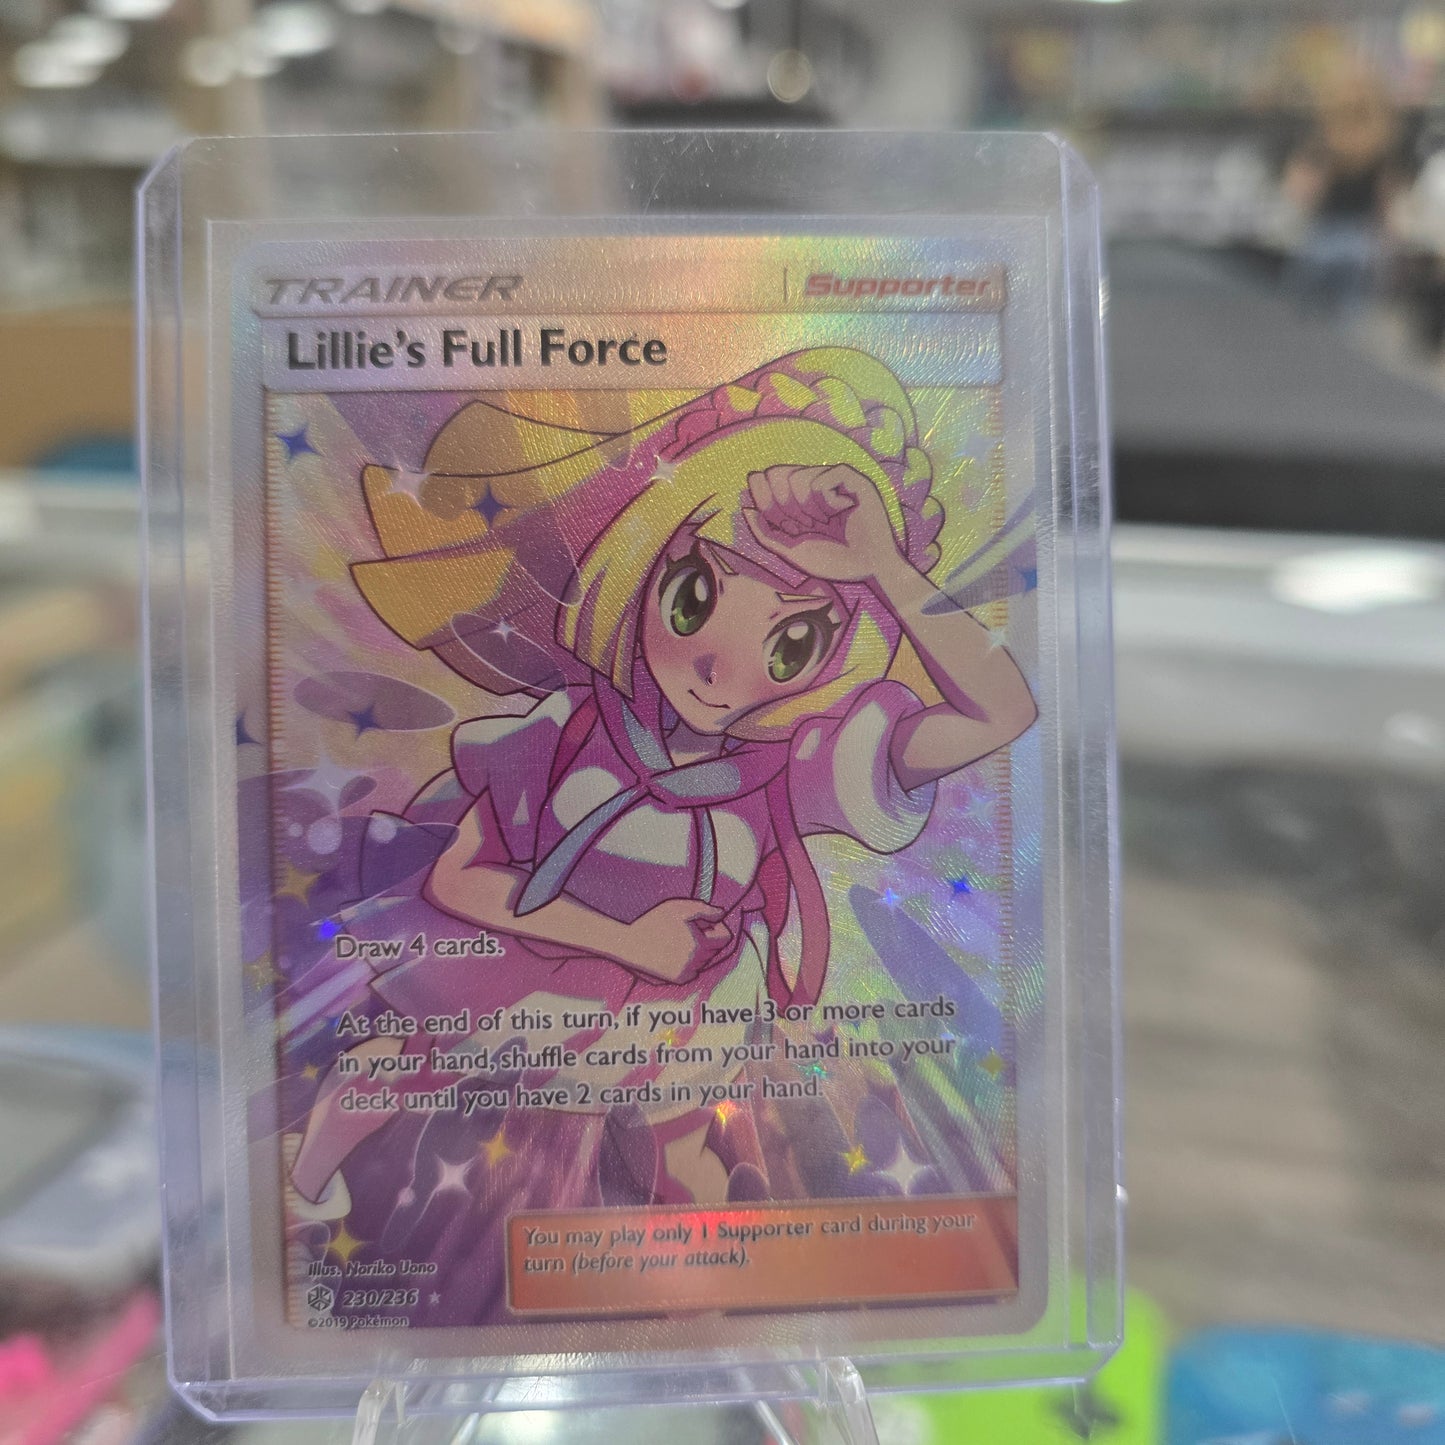 TRAINER
Supporter
Lillie's Full Force
Draw 4 cards.
At the end of this turn, if you have 3 or more cards
in your hand, shuffle cards from your hand into your
deck until you have 2 cards in your hand.
You may play only 1 Supporter card during your
turn (before your attack).
Illus. Noriko Uono
230/236 ★
©2019 Pokémon